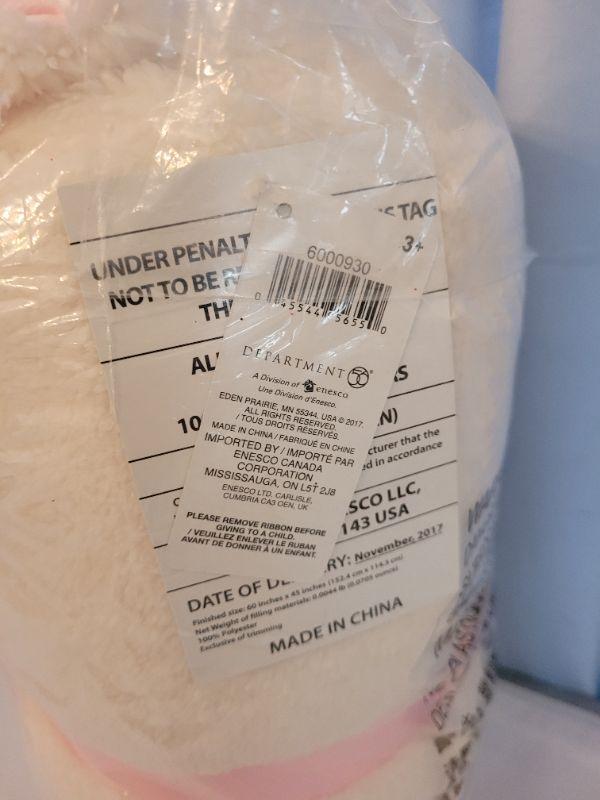 'S TAG
3+
UNDER PENALT
NOT TO BE R
TH
AL
10
6000930
0 45544 5655 0
DEPARTMENT 56
A Division of enesco
Une Division d'Enesco.
EDEN PRAIRIE, MN 55344, USA © 2017.
ALL RIGHTS RESERVED.
/ TOUS DROITS RÉSERVÉS.
MADE IN CHINA / FABRIQUÉ EN CHINE
IMPORTED BY / IMPORTÉ PAR
ENESCO CANADA
CORPORATION
MISSISSAUGA, ON L5T 2J8
ENESCO LTD. CARLISLE,
CUMBRIA CA3 0EN, UK
PLEASE REMOVE RIBBON BEFORE
GIVING TO A CHILD.
/ VEUILLEZ ENLEVER LE RUBAN
AVANT DE DONNER À UN ENFANT.
N)
cturer that the
d in accordance
SCO LLC,
143 USA
DATE OF DE RY: November, 2017
Finished size: 60 inches x 45 inches (152.4 cm x 114.3 cm)
Net Weight of filling materials: 0.0044 lb (0.0705 ounces)
100% Polyester
Exclusive of trimming
MADE IN CHINA